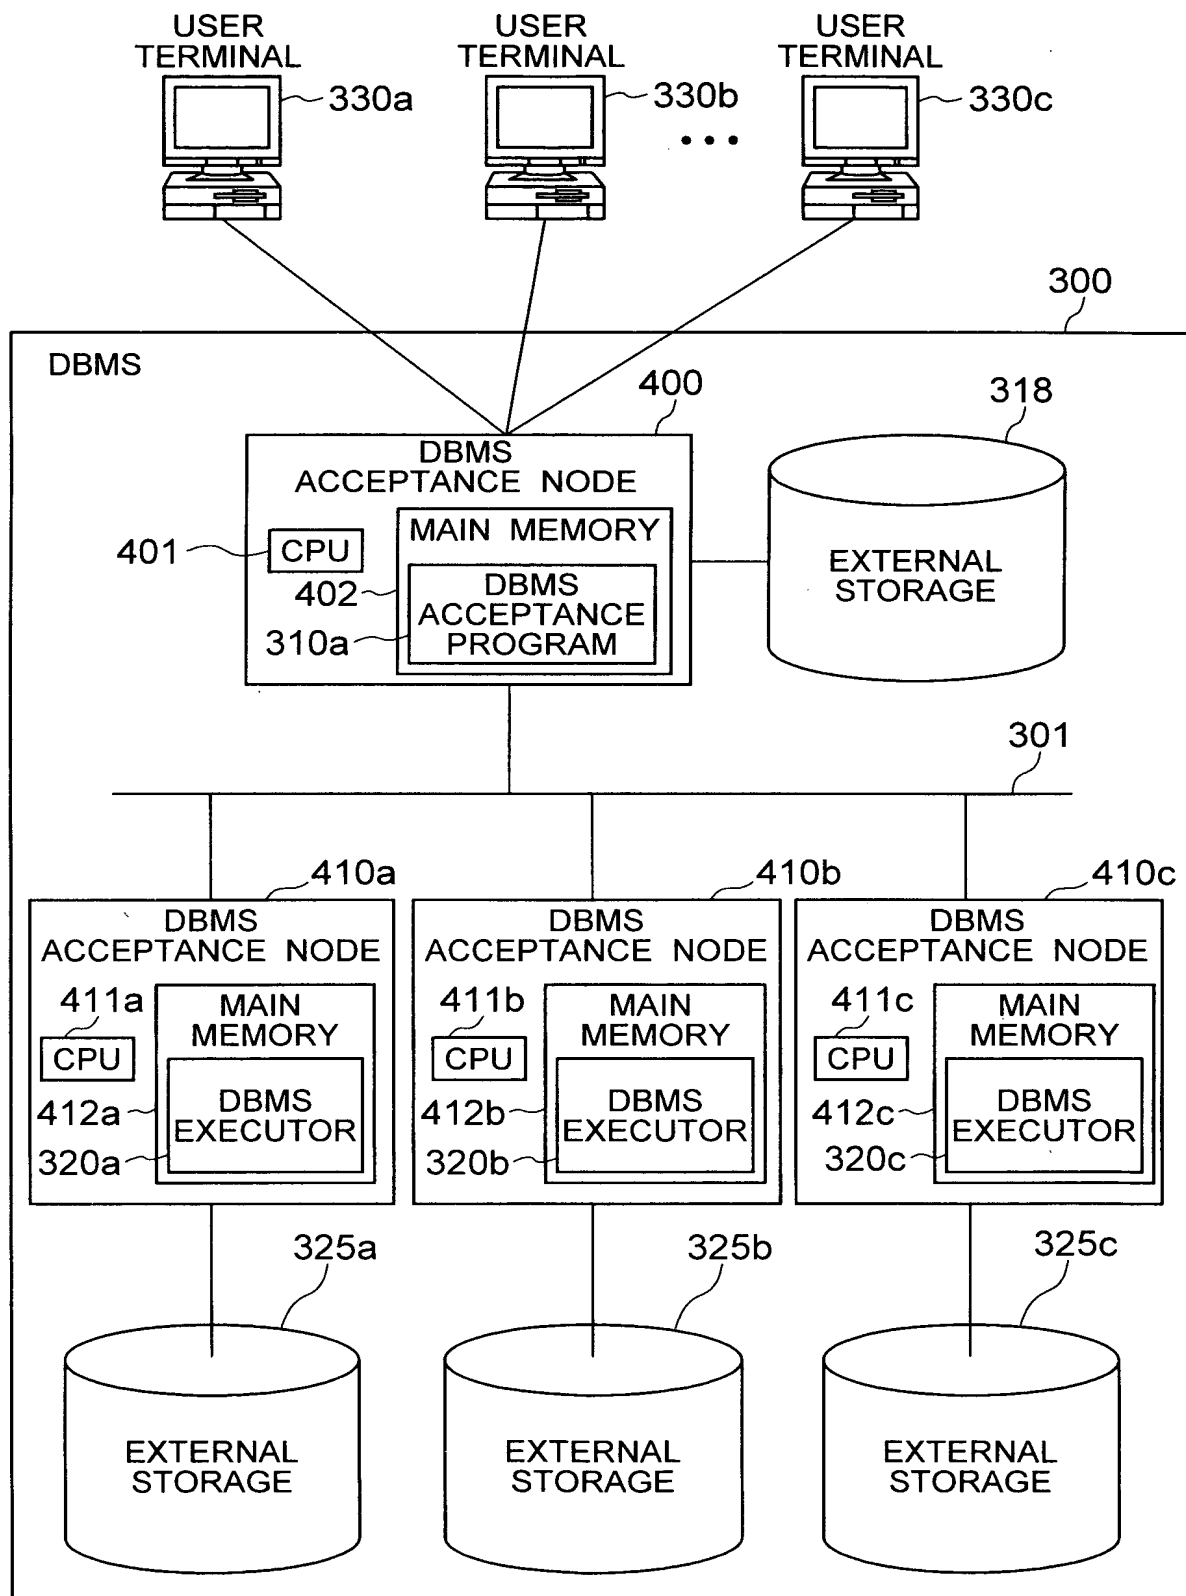 USER
TERMINAL
330a
USER
TERMINAL
330b
USER
TERMINAL
330c
300
DBMS
400
318
DBMS
ACCEPTANCE NODE
401
CPU
MAIN MEMORY
402
DBMS
ACCEPTANCE
PROGRAM
310a
EXTERNAL
STORAGE
301
410a
DBMS
ACCEPTANCE NODE
411a
CPU
MAIN
MEMORY
412a
DBMS
EXECUTOR
320a
410b
DBMS
ACCEPTANCE NODE
411b
CPU
MAIN
MEMORY
412b
DBMS
EXECUTOR
320b
410c
DBMS
ACCEPTANCE NODE
411c
CPU
MAIN
MEMORY
412c
DBMS
EXECUTOR
320c
325a
EXTERNAL
STORAGE
325b
EXTERNAL
STORAGE
325c
EXTERNAL
STORAGE